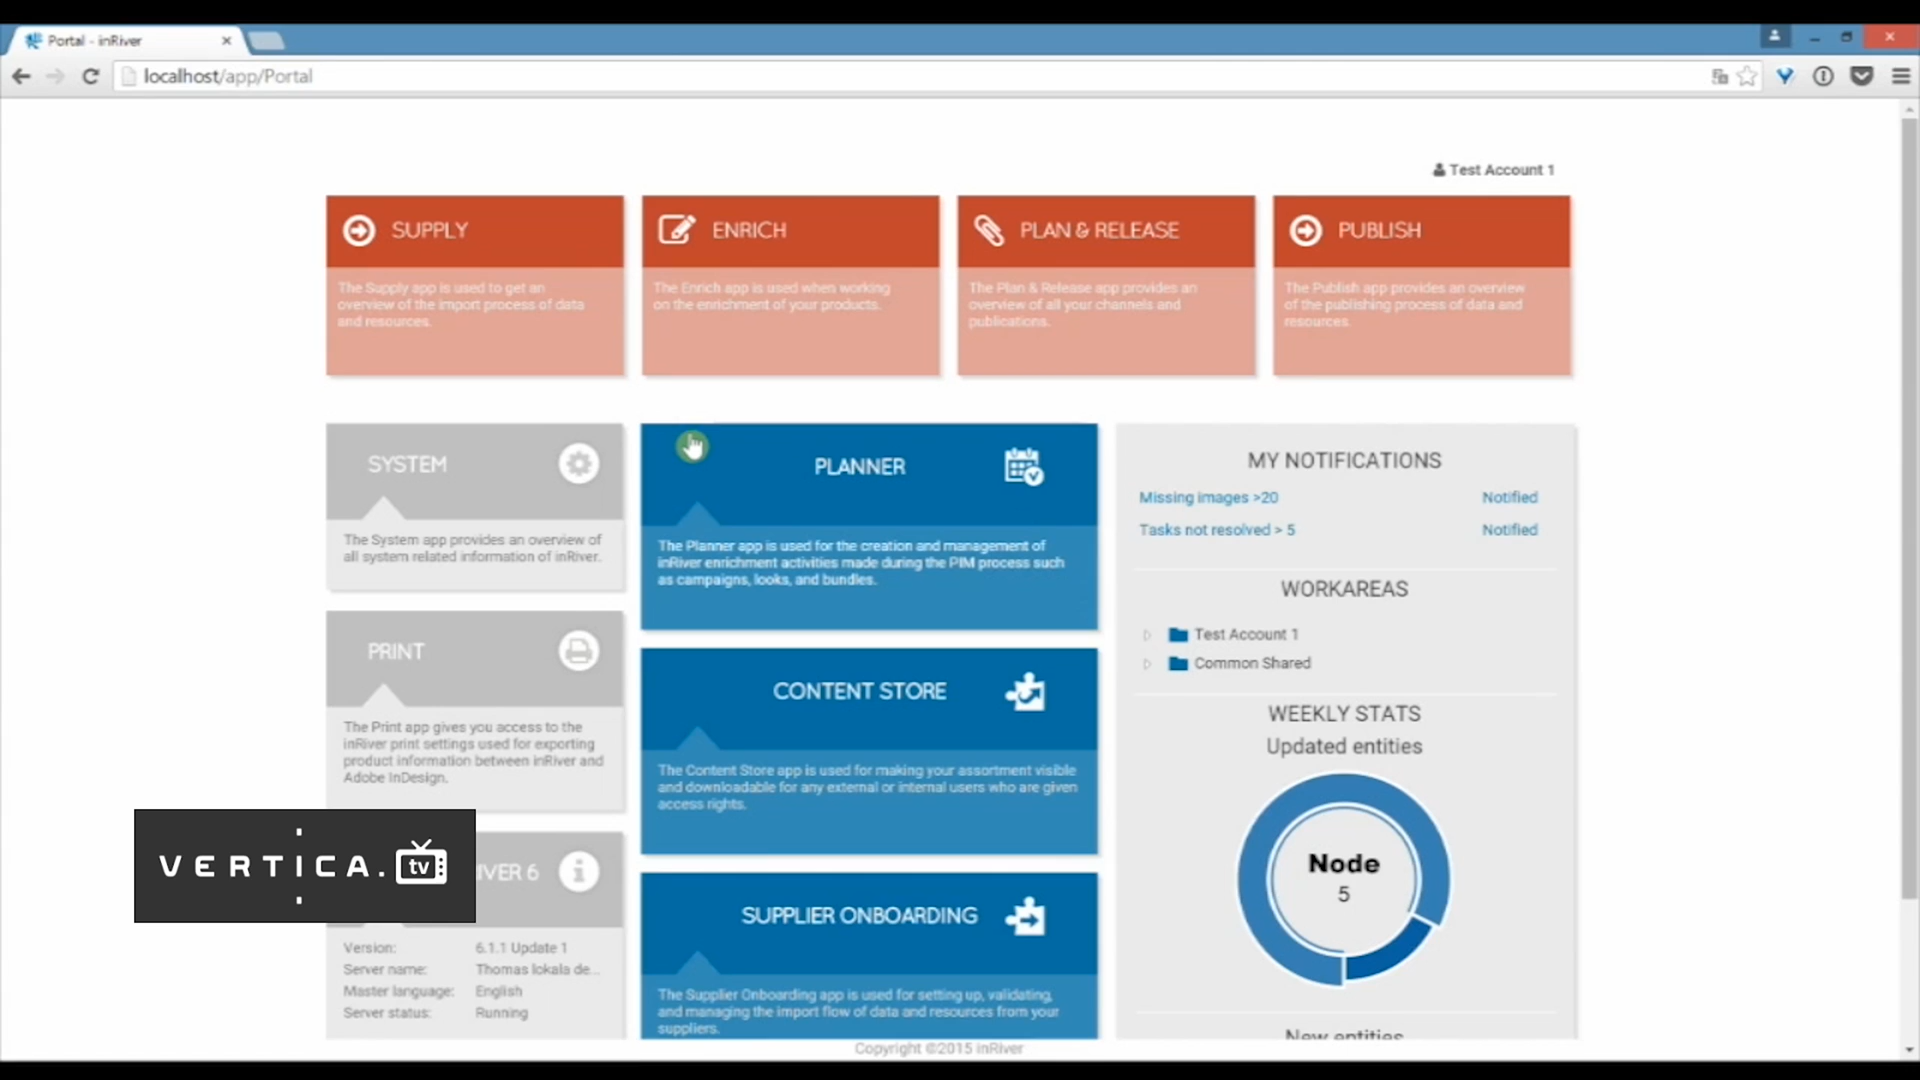 Portal - inRiver
localhost/app/Portal
Test Account 1
SUPPLY
The Supply app is used to get an
overview of the import process of data
and resources.
ENRICH
The Enrich app is used when working
on the enrichment of your products.
PLAN & RELEASE
The Plan & Release app provides an
overview of all your channels and
publications.
PUBLISH
The Publish app provides an overview
of the publishing process of data and
resources.
SYSTEM
The System app provides an overview of
all system related information of inRiver.
PRINT
The Print app gives you access to the
inRiver print settings used for exporting
product information between inRiver and
Adobe InDesign.
VERTICA.tv
IVER 6
Version: 6.1.1 Update 1
Server name: Thomas lokala de...
Master language: English
Server status: Running
PLANNER
The Planner app is used for the creation and management of
inRiver enrichment activities made during the PIM process such
as campaigns, looks, and bundles.
CONTENT STORE
The Content Store app is used for making your assortment visible
and downloadable for any external or internal users who are given
access rights.
SUPPLIER ONBOARDING
The Supplier Onboarding app is used for setting up, validating,
and managing the import flow of data and resources from your
suppliers.
MY NOTIFICATIONS
Missing images >20 Notified
Tasks not resolved > 5 Notified
WORKAREAS
Test Account 1
Common Shared
WEEKLY STATS
Updated entities
Node
5
New entities
Copyright ©2015 inRiver